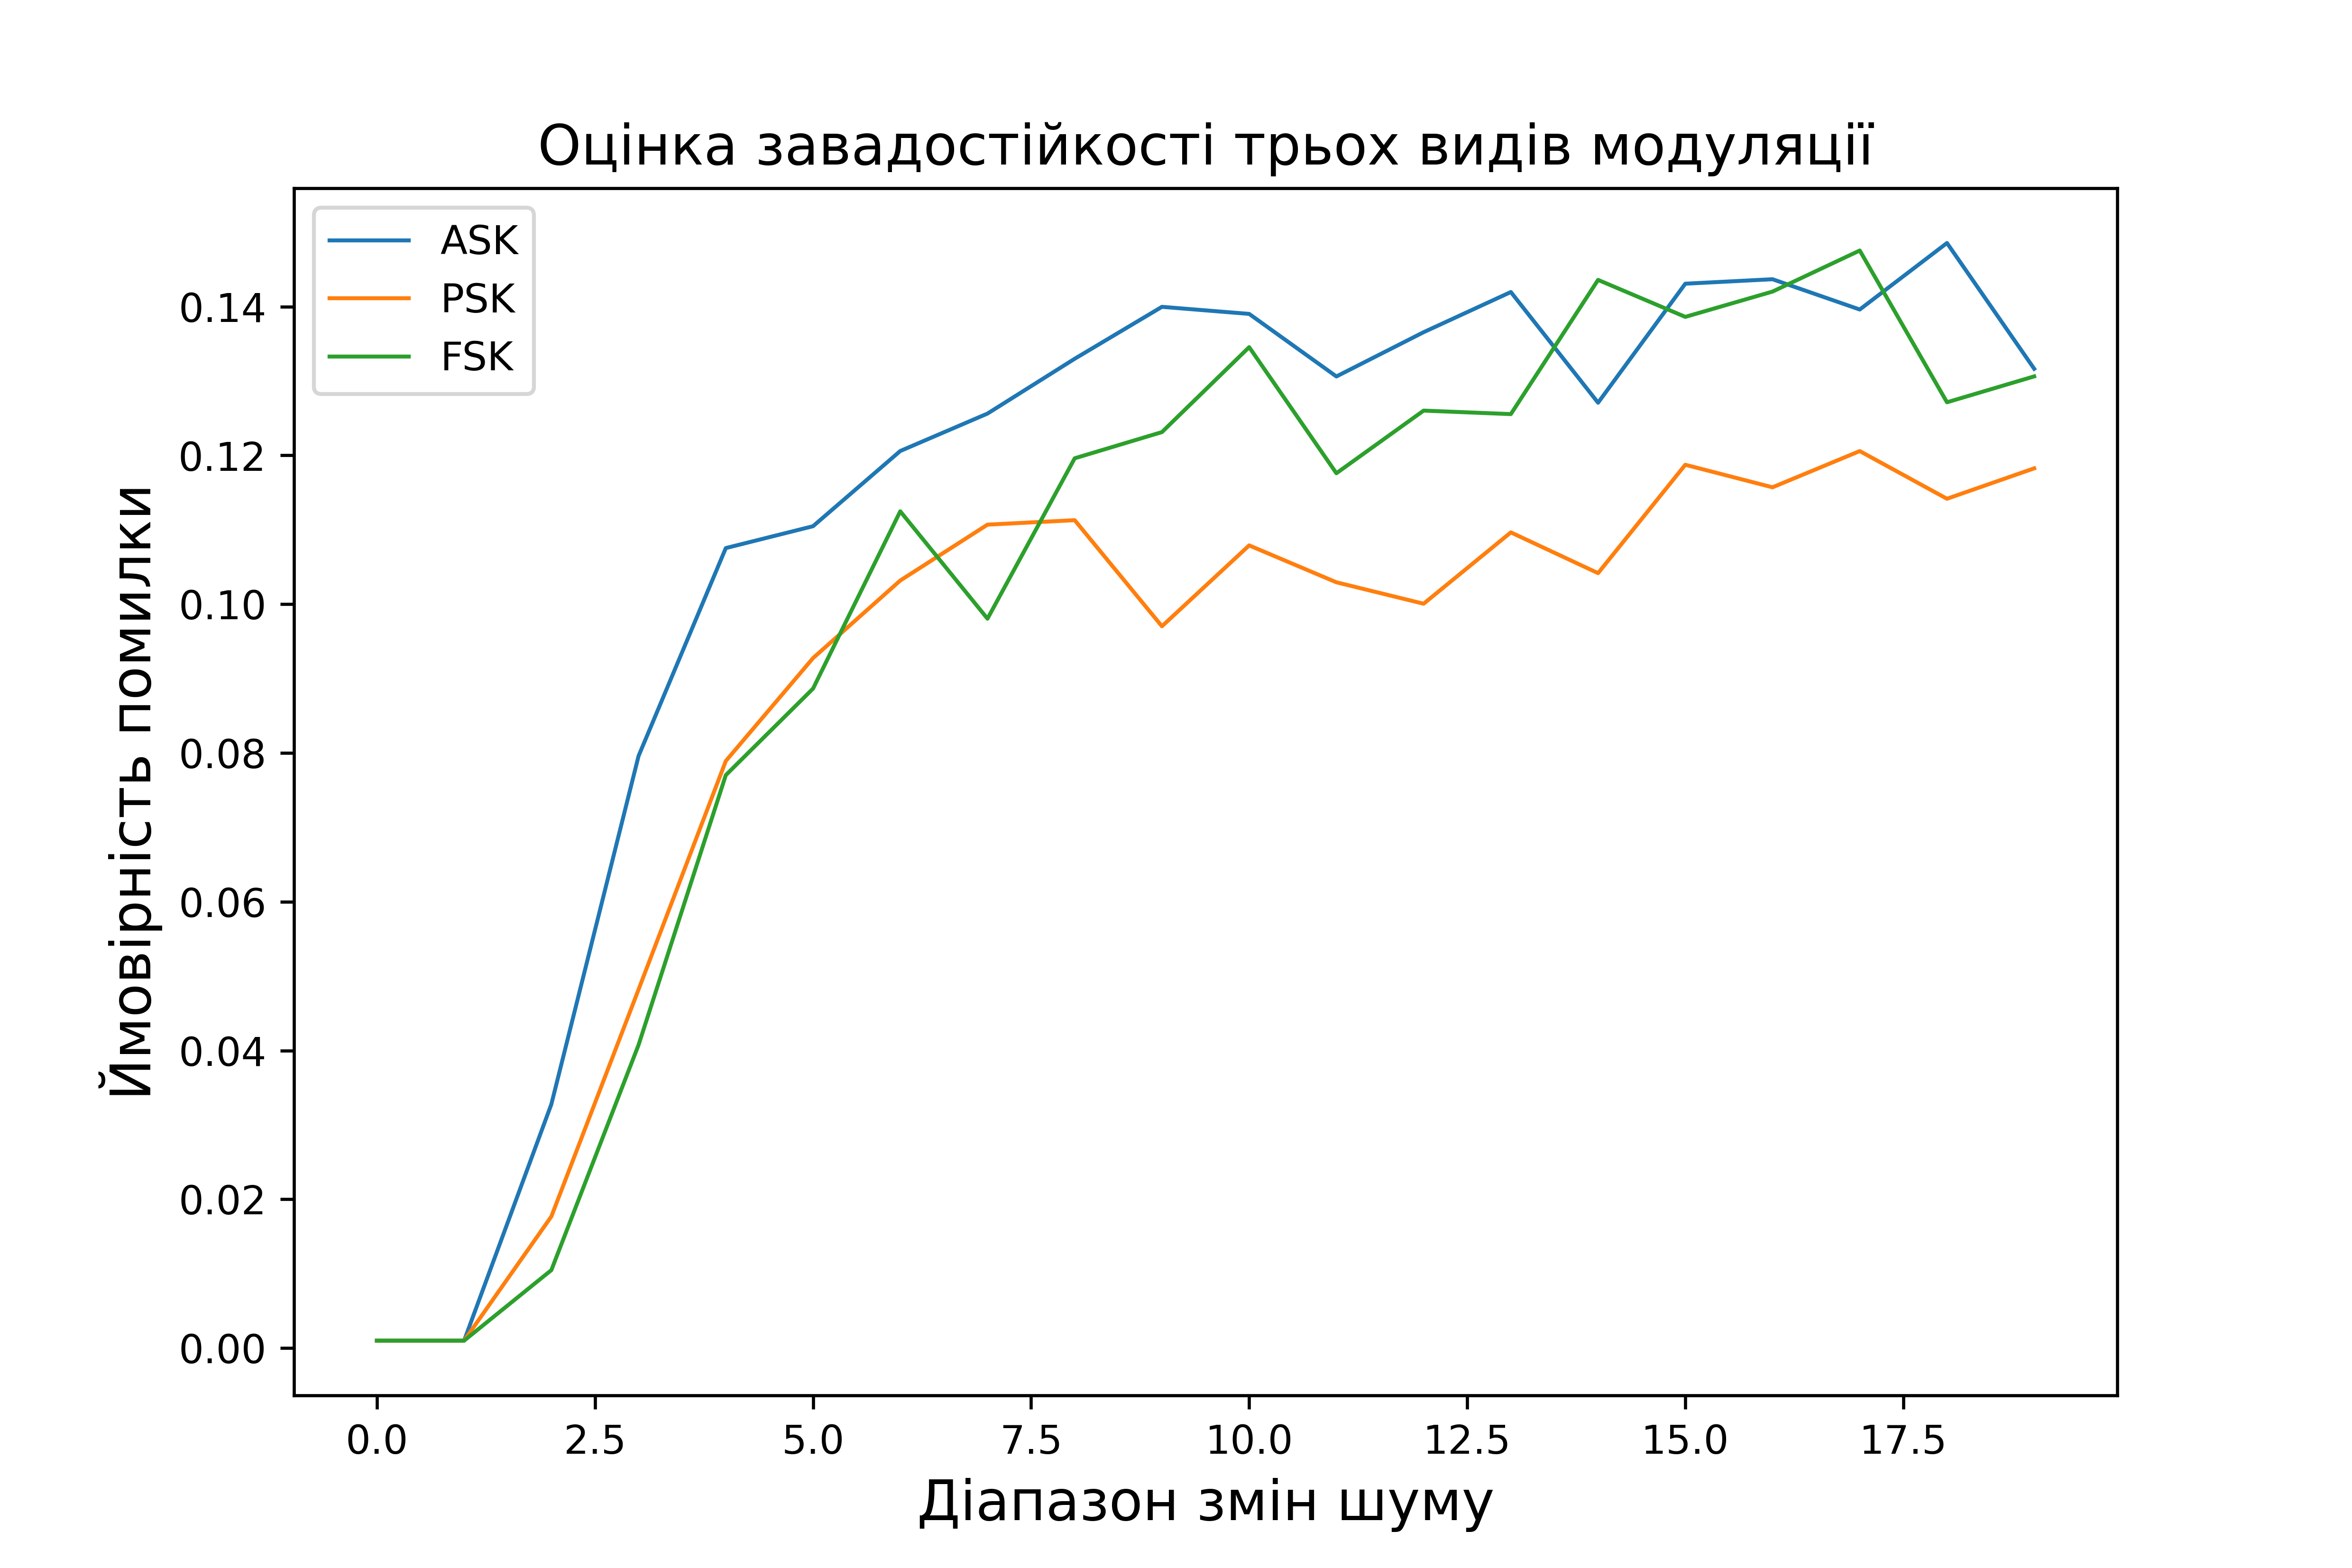 Оцінка завадостійкості трьох видів модуляції
ASK
PSK
FSK
Ймовірність помилки
0.14
0.12
0.10
0.08
0.06
0.04
0.02
0.00
0.0 2.5 5.0 7.5 10.0 12.5 15.0 17.5
Діапазон змін шуму